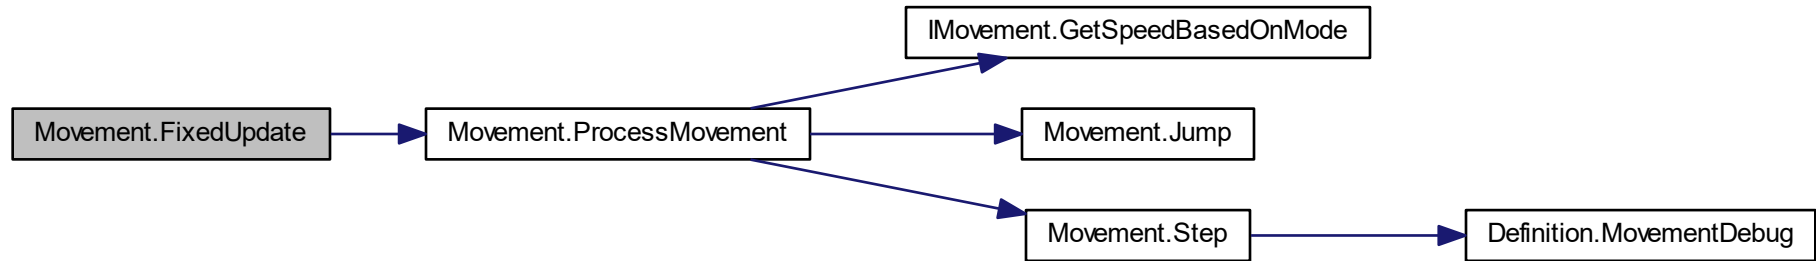 IMovement.GetSpeedBasedOnMode
Movement.FixedUpdate
Movement.ProcessMovement
Movement.Jump
Movement.Step
Definition.MovementDebug